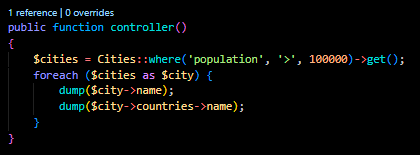 1 reference | 0 overrides
public function controller()
{
    $cities = Cities::where('population', '>', 100000)->get();
    foreach ($cities as $city) {
        dump($city->name);
        dump($city->countries->name);
    }
}